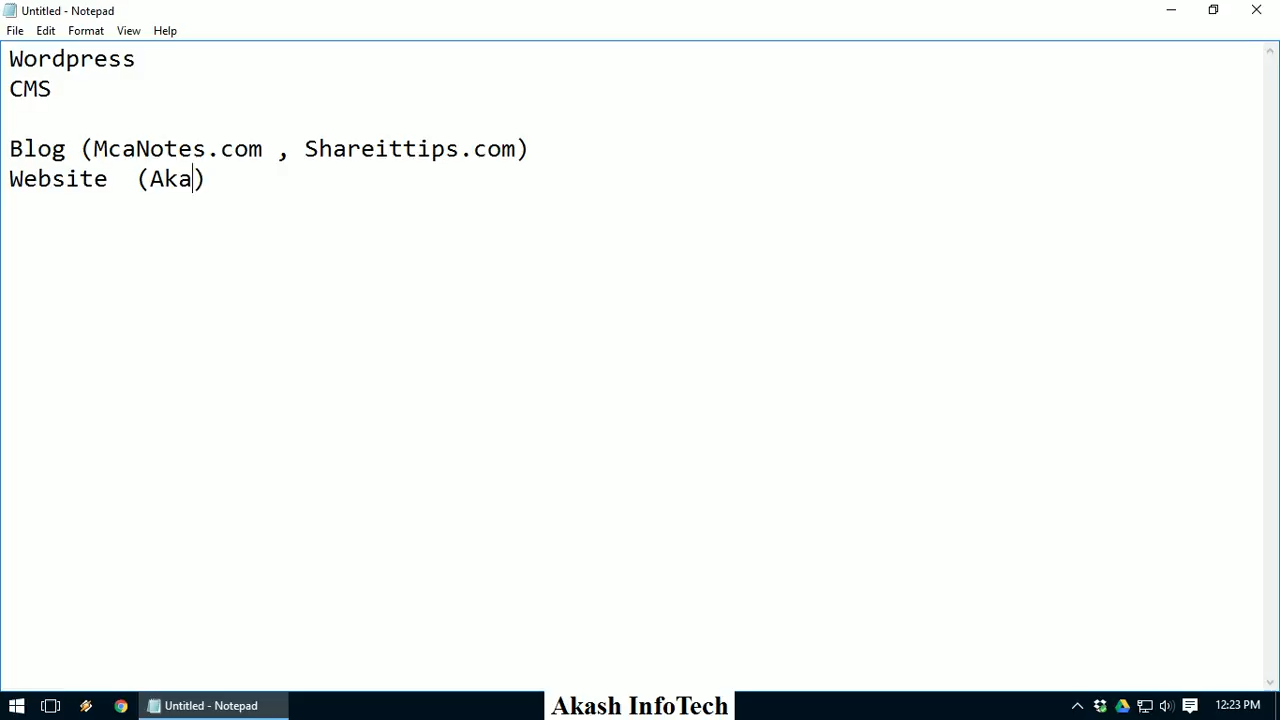 Untitled - Notepad
File Edit Format View Help
Wordpress
CMS
Blog (McaNotes.com , Shareittips.com)
Website  (Aka)
Untitled - Notepad
Akash InfoTech
12:23 PM